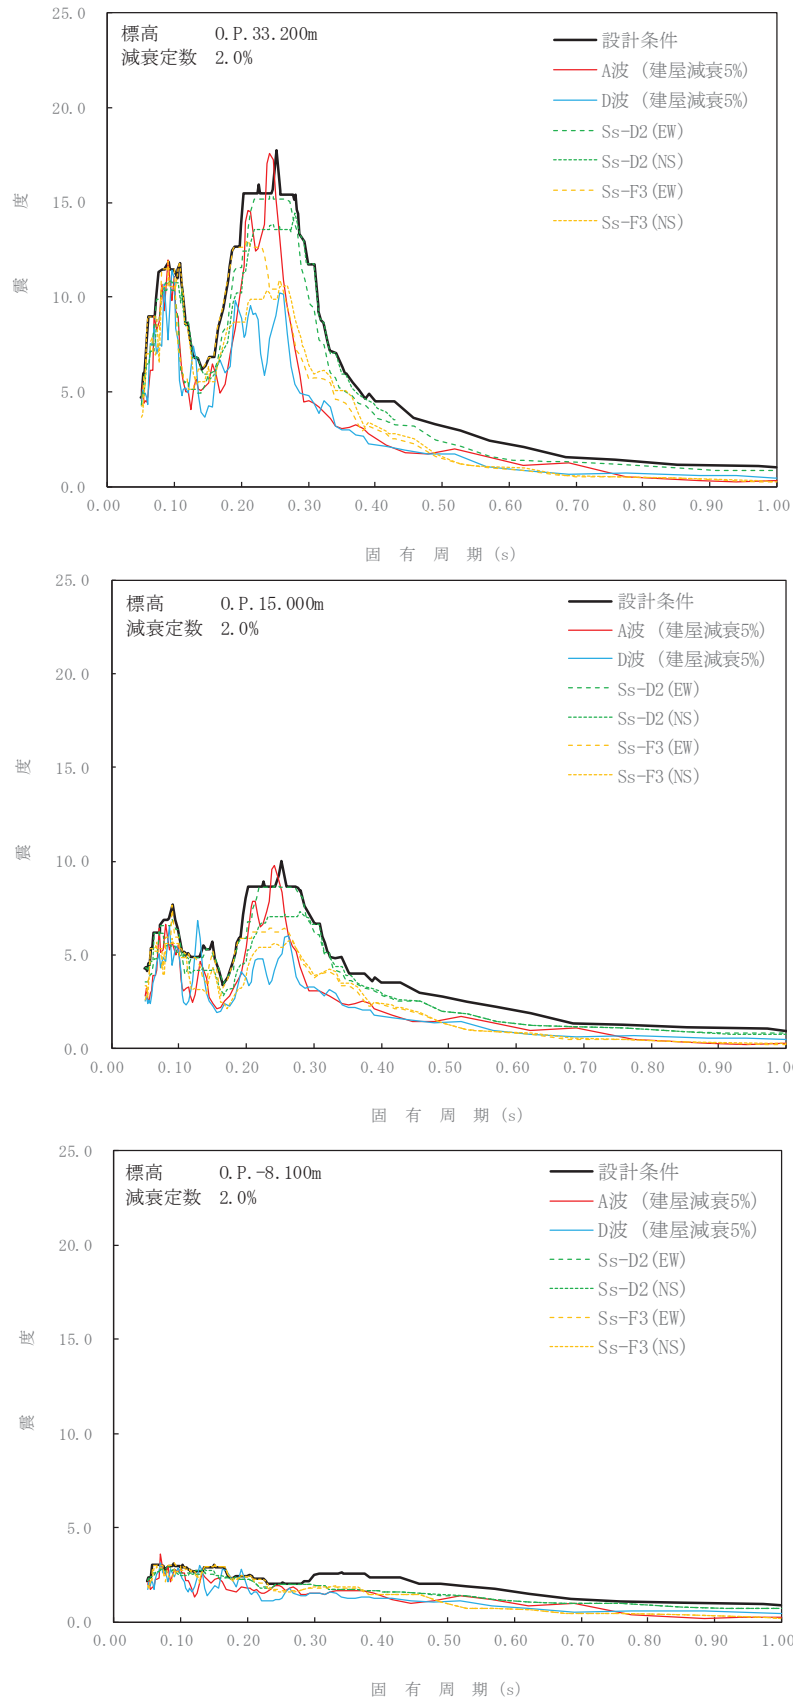 標高 O.P.33.200m
減衰定数 2.0%
設計条件
A波 (建屋減衰5%)
D波 (建屋減衰5%)
Ss-D2(EW)
Ss-D2(NS)
Ss-F3(EW)
Ss-F3(NS)
25.0
20.0
15.0
10.0
5.0
0.0
震度
0.00 0.10 0.20 0.30 0.40 0.50 0.60 0.70 0.80 0.90 1.00
固有周期(s)
標高 O.P.15.000m
減衰定数 2.0%
設計条件
A波 (建屋減衰5%)
D波 (建屋減衰5%)
Ss-D2(EW)
Ss-D2(NS)
Ss-F3(EW)
Ss-F3(NS)
25.0
20.0
15.0
10.0
5.0
0.0
震度
0.00 0.10 0.20 0.30 0.40 0.50 0.60 0.70 0.80 0.90 1.00
固有周期(s)
標高 O.P.-8.100m
減衰定数 2.0%
設計条件
A波 (建屋減衰5%)
D波 (建屋減衰5%)
Ss-D2(EW)
Ss-D2(NS)
Ss-F3(EW)
Ss-F3(NS)
25.0
20.0
15.0
10.0
5.0
0.0
震度
0.00 0.10 0.20 0.30 0.40 0.50 0.60 0.70 0.80 0.90 1.00
固有周期(s)